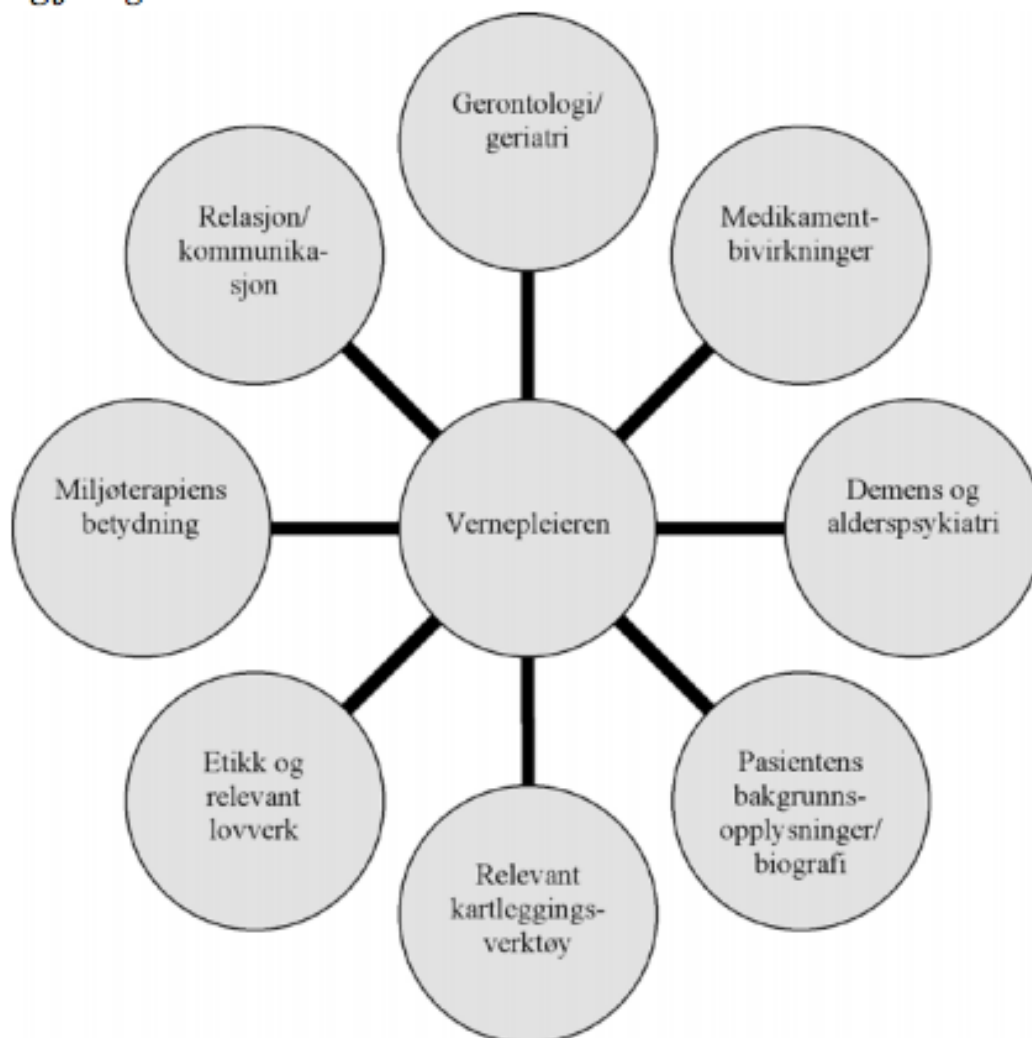 Gerontologi/
geriatri
Medikament-
bivirkninger
Demens og
alderspsykiatri
Pasientens
bakgrunns-
opplysninger/
biografi
Relevant
kartleggings-
verktøy
Etikk og
relevant
lovverk
Miljøterapiens
betydning
Relasjon/
kommunika-
sjon
Vernepleieren